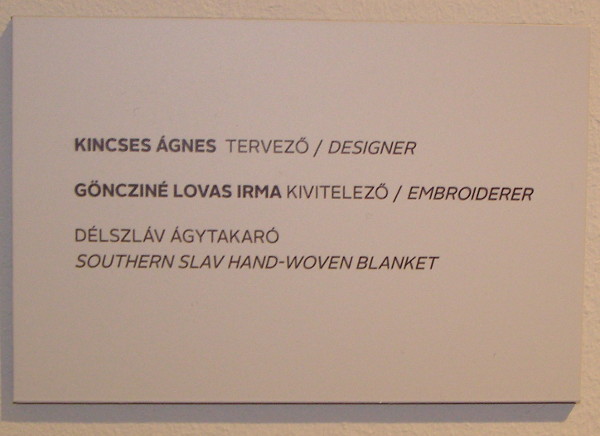 KINCSES ÁGNES TERVEZŐ / DESIGNER
GÖNCZINÉ LOVAS IRMA KIVITELEZŐ / EMBROIDERER
DÉLSZLÁV ÁGYTAKARÓ
SOUTHERN SLAV HAND-WOVEN BLANKET